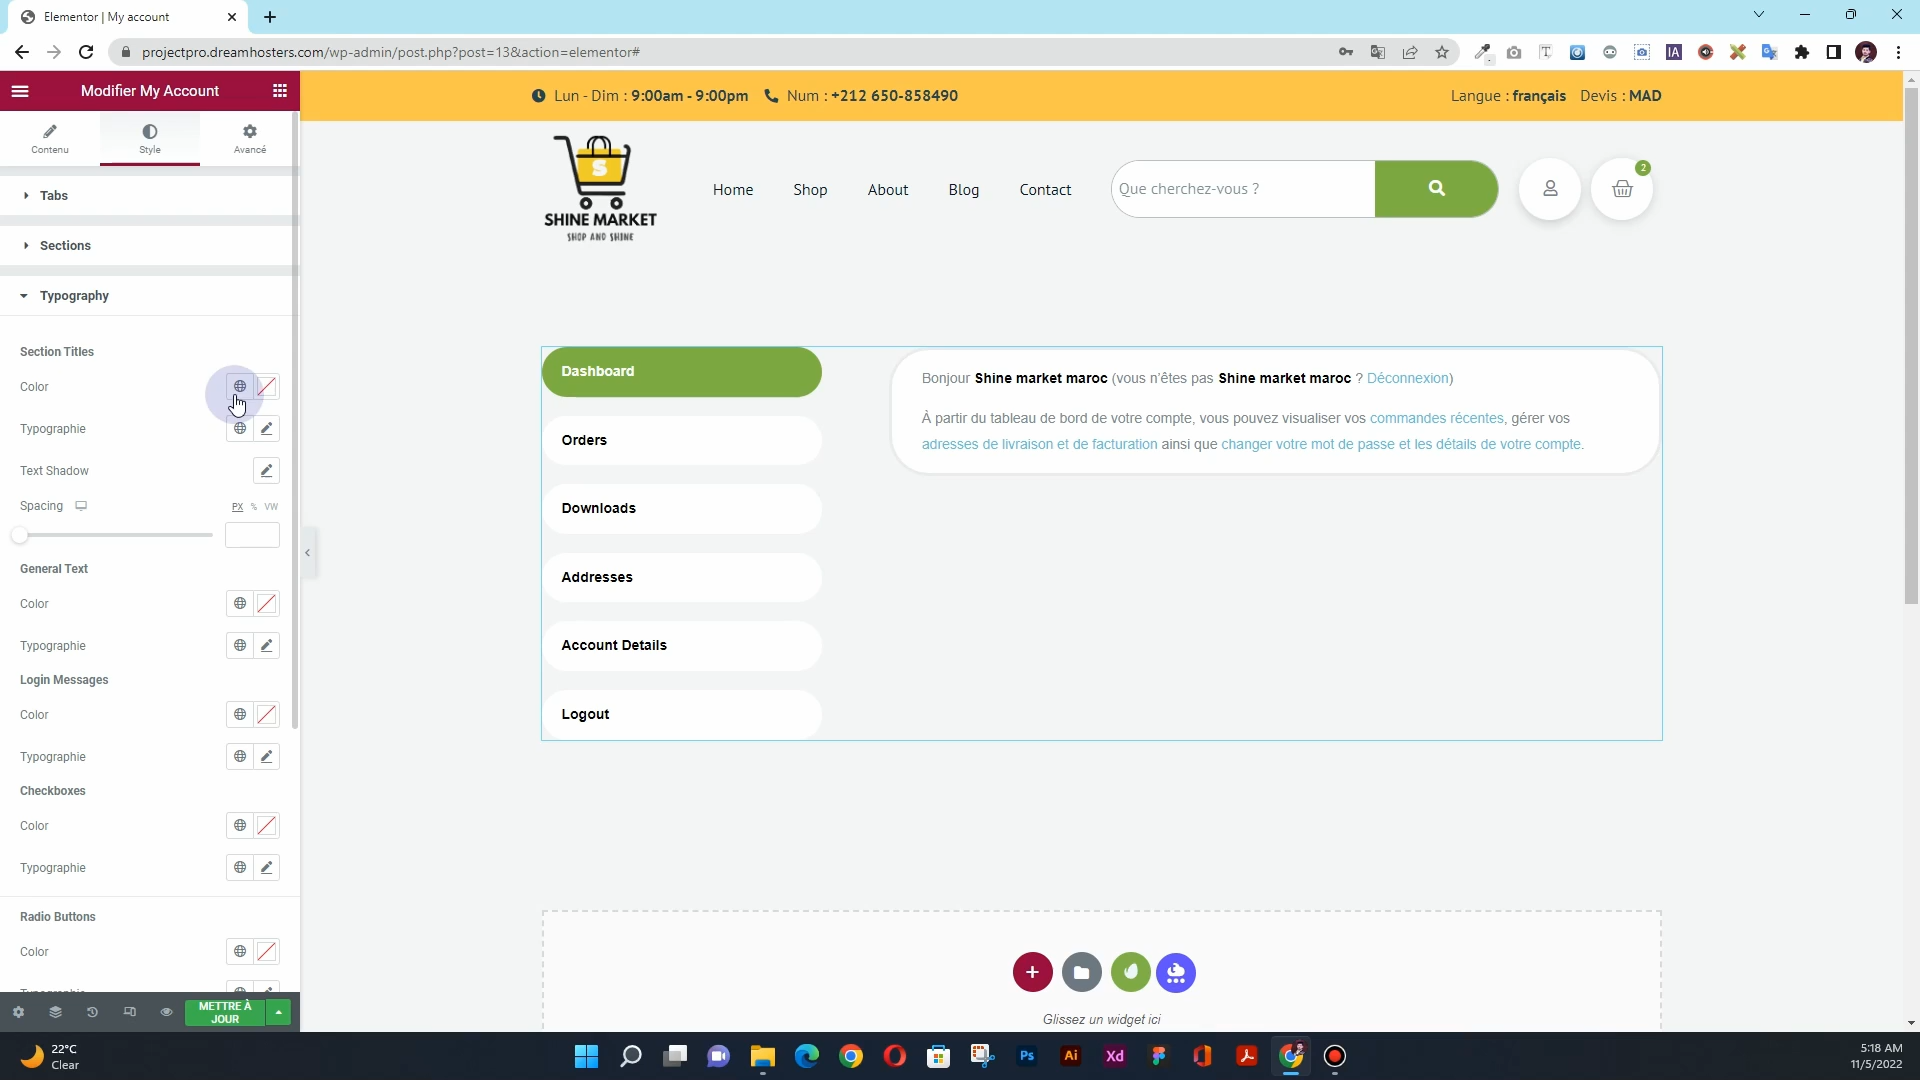 Elementor | My account
projectpro.dreamhosters.com/wp-admin/post.php?post=13&action=elementor#
Modifier My Account
Contenu
Style
Avancé
Tabs
Sections
Typography
Section Titles
Color
Typographie
Text Shadow
Spacing
PX % VW
General Text
Color
Typographie
Login Messages
Color
Typographie
Checkboxes
Color
Typographie
Radio Buttons
Color
METTRE À
JOUR
Lun - Dim : 9:00am - 9:00pm Num : +212 650-858490
Langue : français Devis : MAD
S
SHINE MARKET
SHOP AND SHINE
Home
Shop
About
Blog
Contact
Que cherchez-vous ?
2
Dashboard
Orders
Downloads
Addresses
Account Details
Logout
Bonjour Shine market maroc (vous n'êtes pas Shine market maroc ? Déconnexion)
À partir du tableau de bord de votre compte, vous pouvez visualiser vos commandes récentes, gérer vos
adresses de livraison et de facturation ainsi que changer votre mot de passe et les détails de votre compte.
Glissez un widget ici
22°C
Clear
Ps
Ai
Xd
5:18 AM
11/5/2022
IA